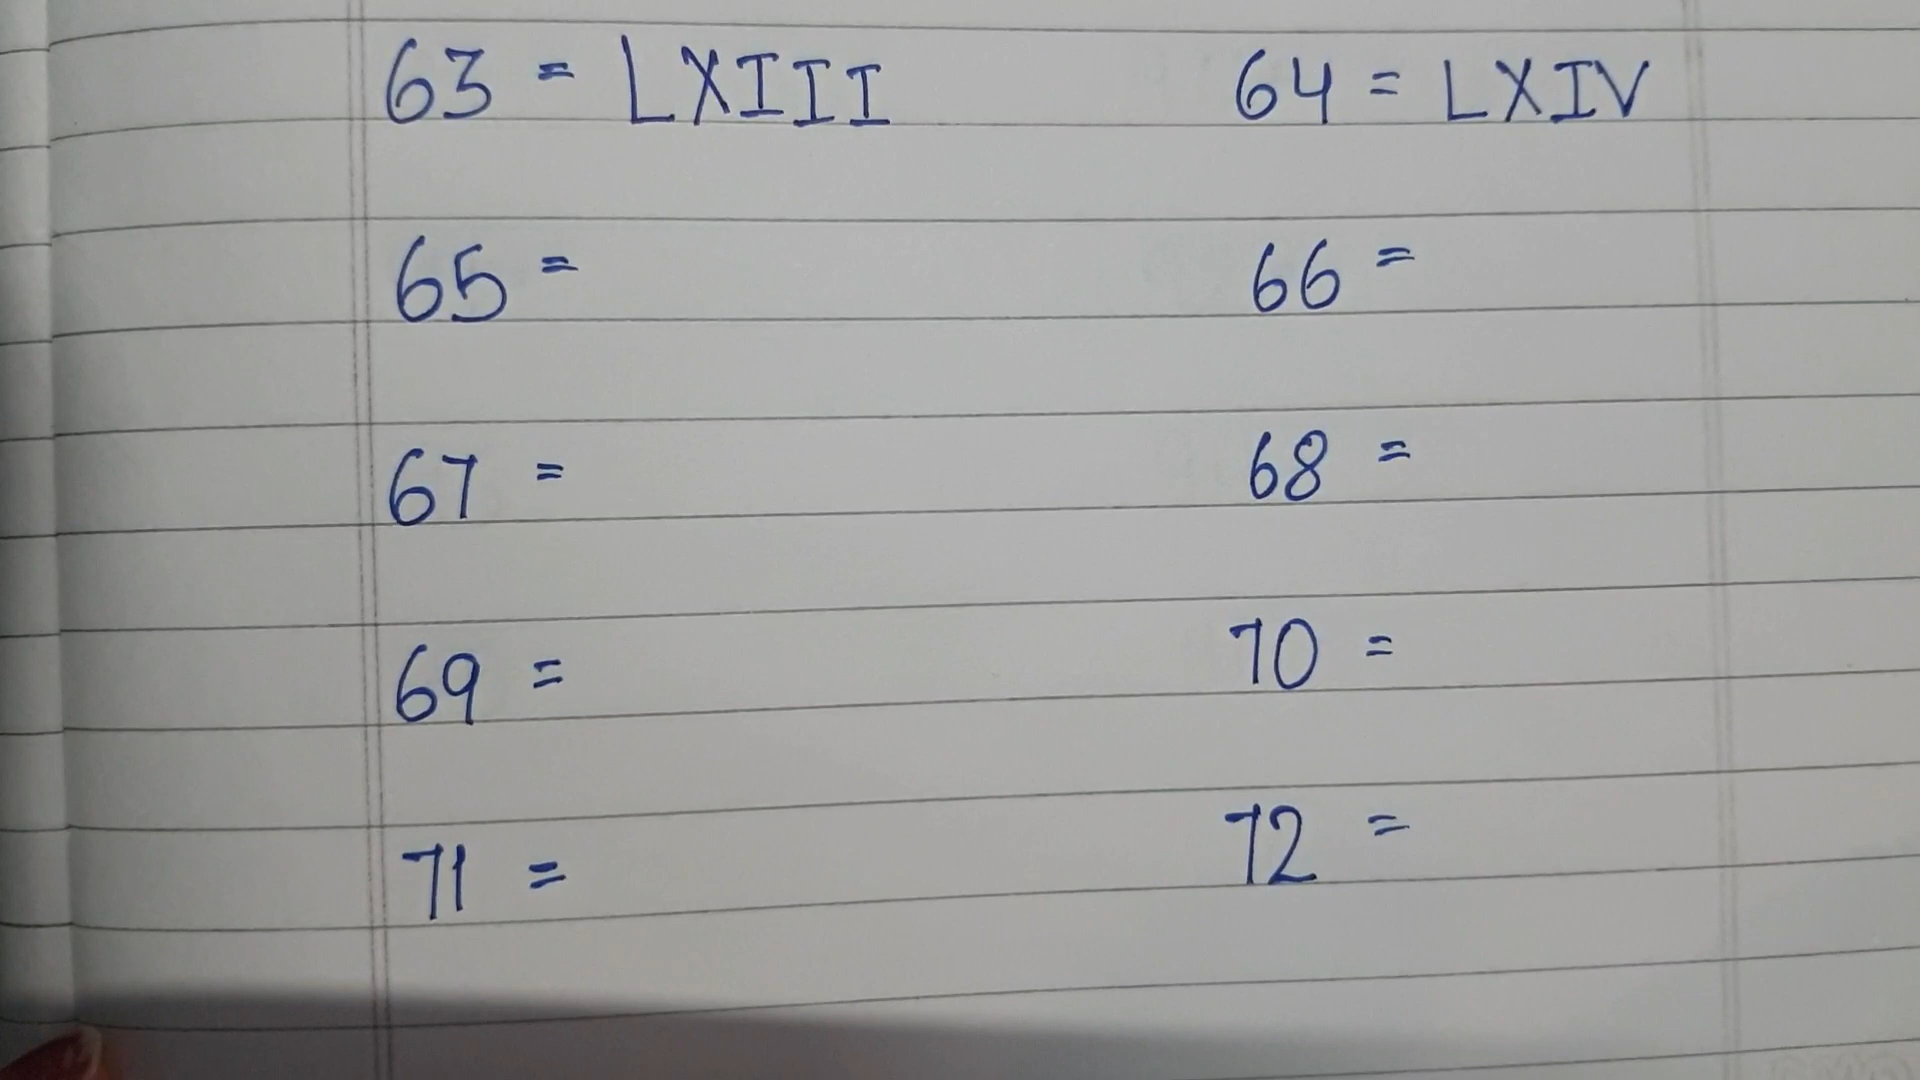 63 = LXIII 64 = LXIV
65 = 66 =
67 = 68 =
69 = 70 =
71 = 72 =